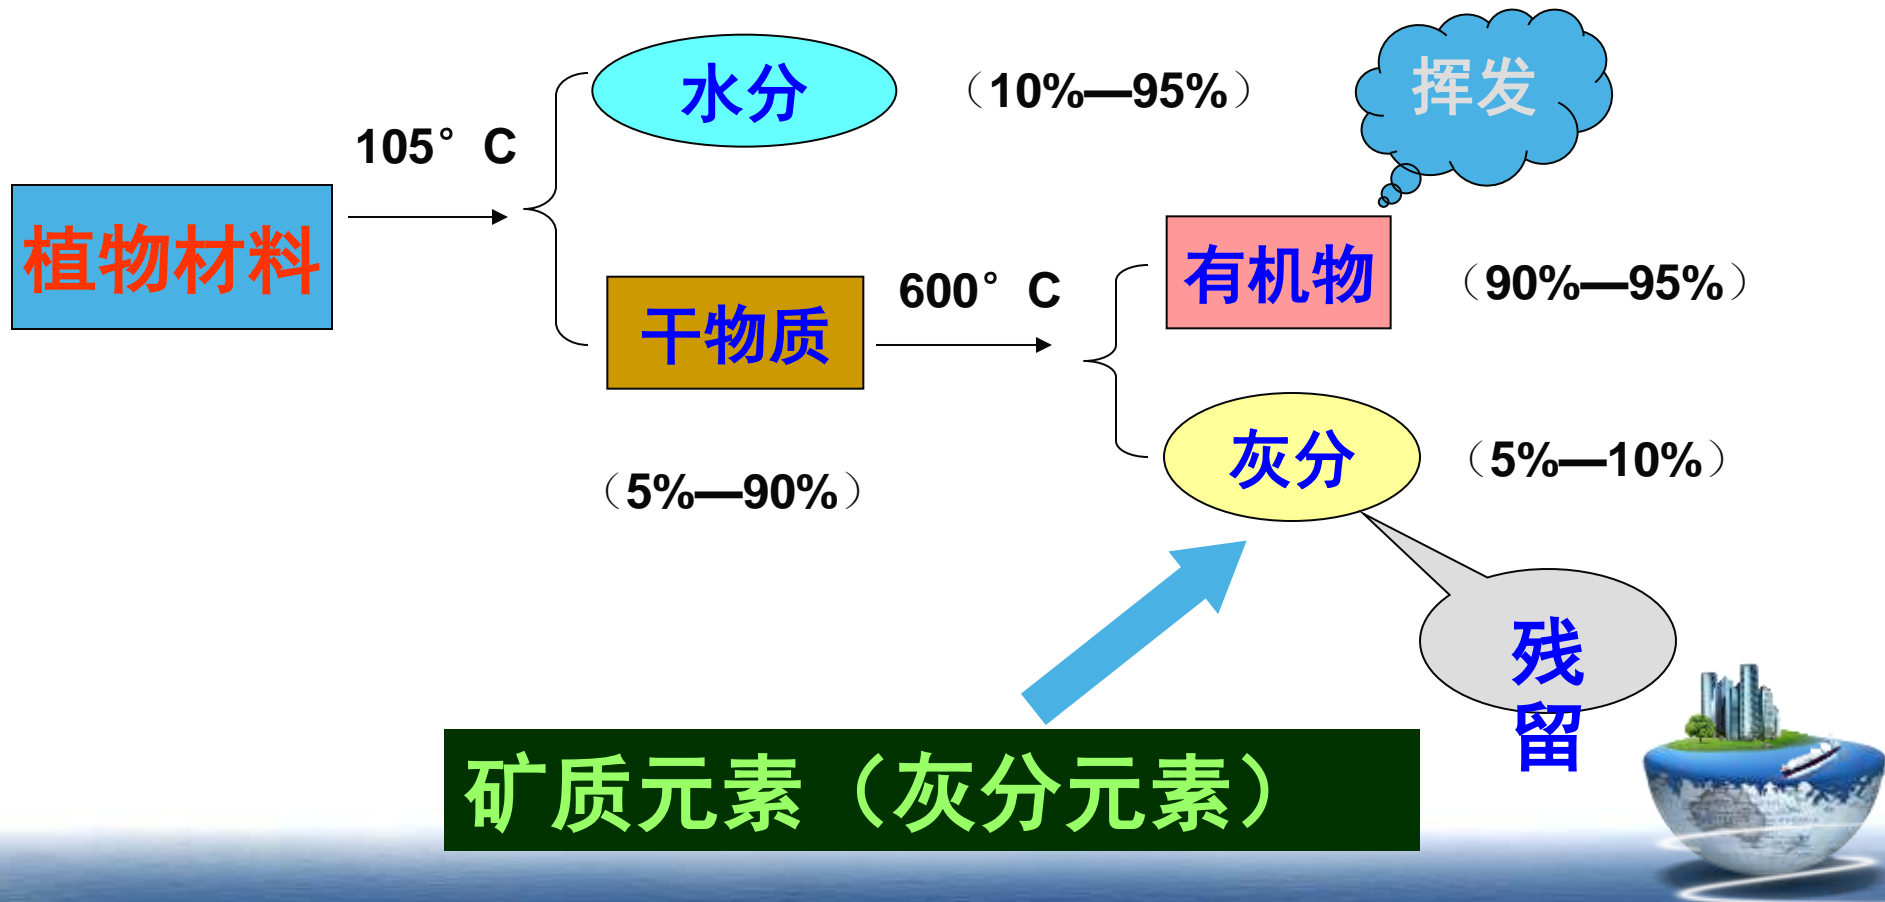 水分
（10%—95%）
挥发
105°C
植物材料
有机物
（90%—95%）
600°C
干物质
灰分
（5%—10%）
（5%—90%）
残
留
矿质元素（灰分元素）